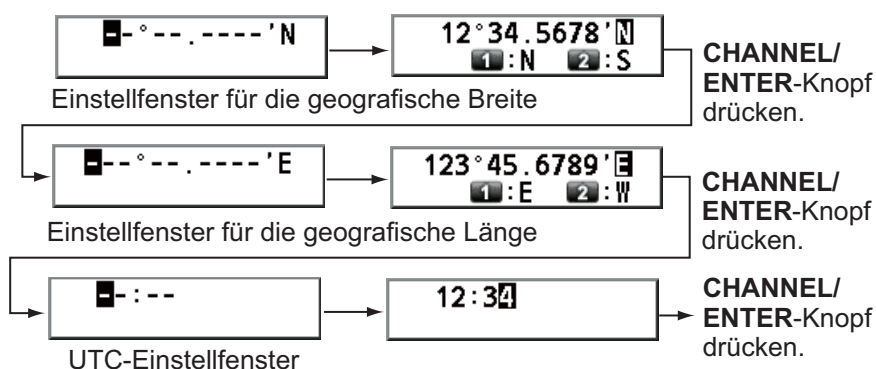 --°--.----'N
12°34.5678'N
1:N 2:S
CHANNEL/
ENTER-Knopf
drücken.
Einstellfenster für die geografische Breite
---°--.----'E
123°45.6789'E
1:E 2:W
CHANNEL/
ENTER-Knopf
drücken.
Einstellfenster für die geografische Länge
--:--
12:34
CHANNEL/
ENTER-Knopf
drücken.
UTC-Einstellfenster